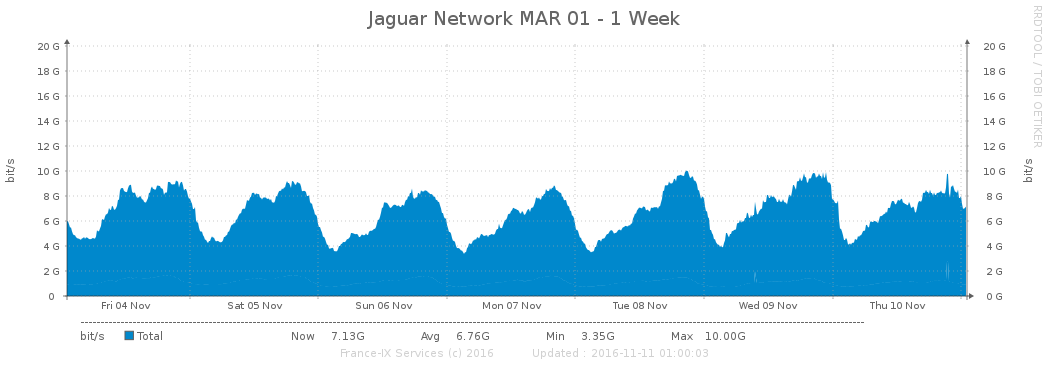 Jaguar Network MAR 01 - 1 Week
RRDTOOL / TOBI OETIKER
bit/s
bit/s
20 G 20 G
18 G 18 G
16 G 16 G
14 G 14 G
12 G 12 G
10 G 10 G
8 G 8 G
6 G 6 G
4 G 4 G
2 G 2 G
0 0 G
Fri 04 Nov Sat 05 Nov Sun 06 Nov Mon 07 Nov Tue 08 Nov Wed 09 Nov Thu 10 Nov
bit/s Total Now 7.13G Avg 6.76G Min 3.35G Max 10.00G
France-IX Services (c) 2016 Updated : 2016-11-11 01:00:03